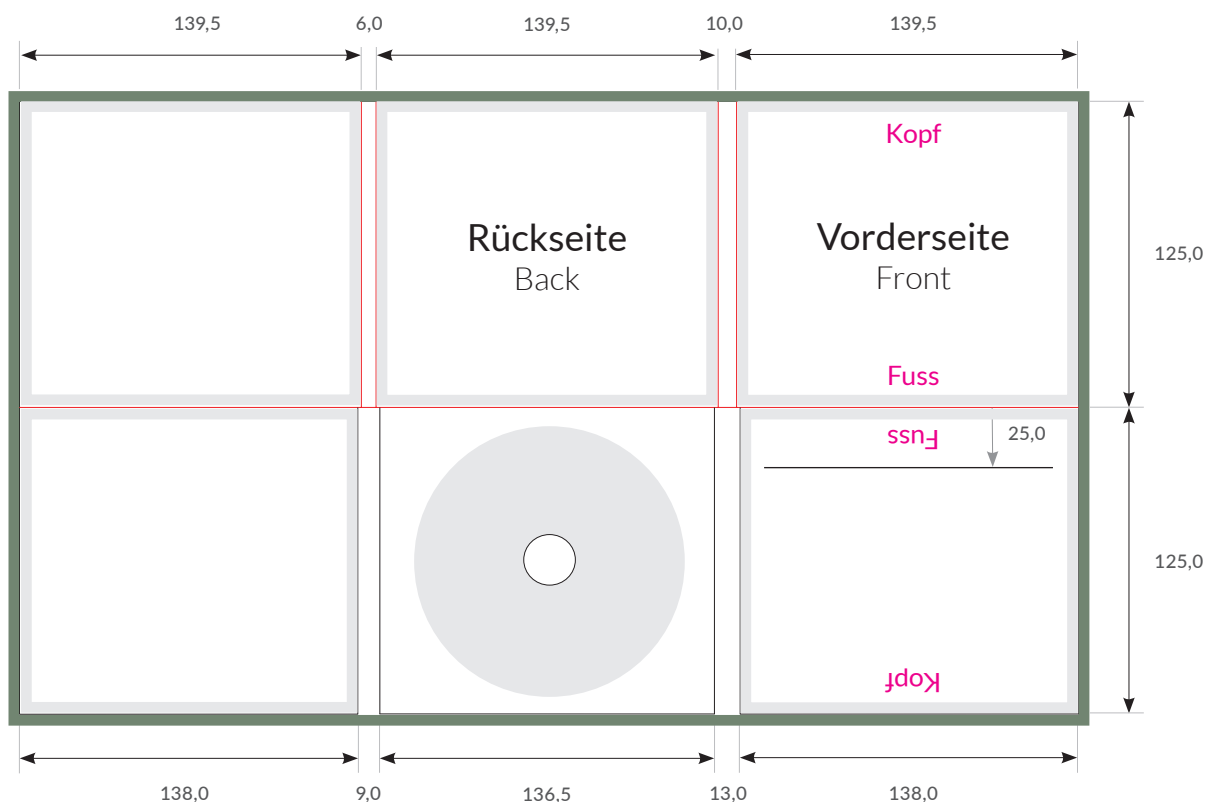 139,5 6,0 139,5 10,0 139,5
Kopf
Rückseite
Back
Vorderseite
Front
125,0
Fuss
Fuss
25,0
125,0
Kopf
138,0 9,0 136,5 13,0 138,0